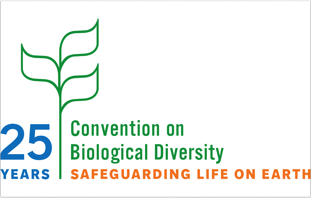 25
YEARS
Convention on
Biological Diversity
SAFEGUARDING LIFE ON EARTH